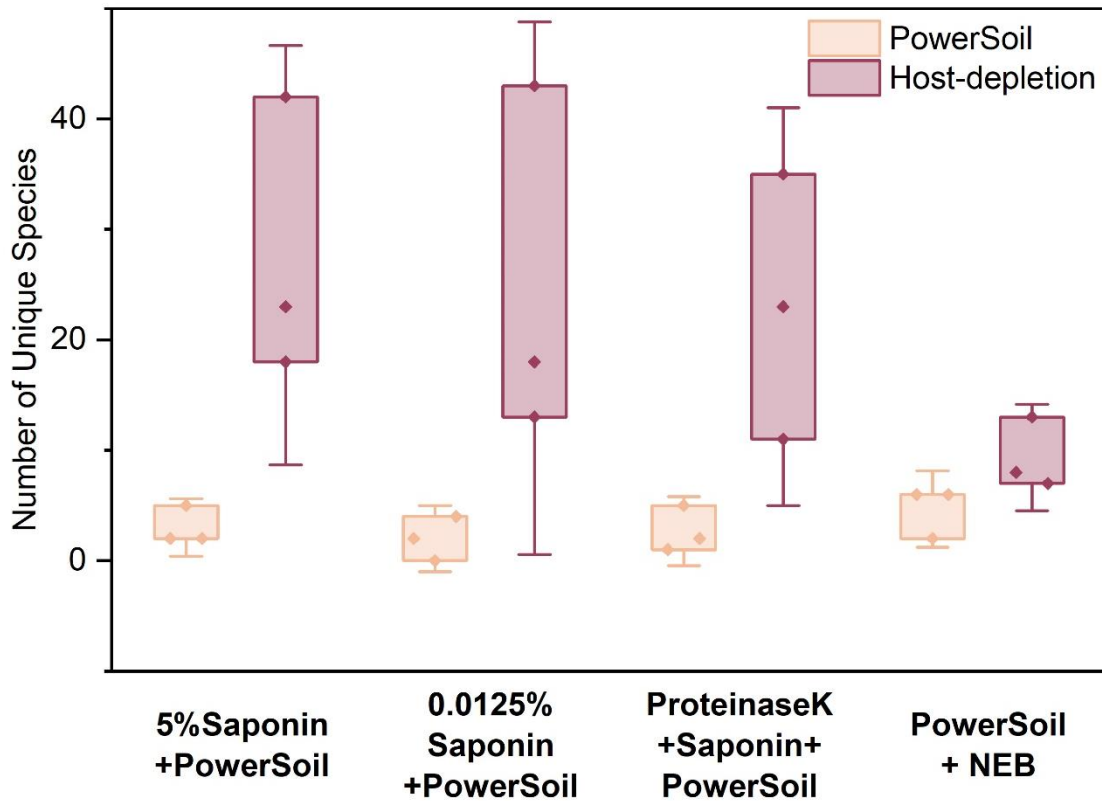 PowerSoil
Host-depletion
Number of Unique Species
40
20
0
5%Saponin
+PowerSoil
0.0125%
Saponin
+PowerSoil
ProteinaseK
+Saponin+
PowerSoil
PowerSoil
+ NEB